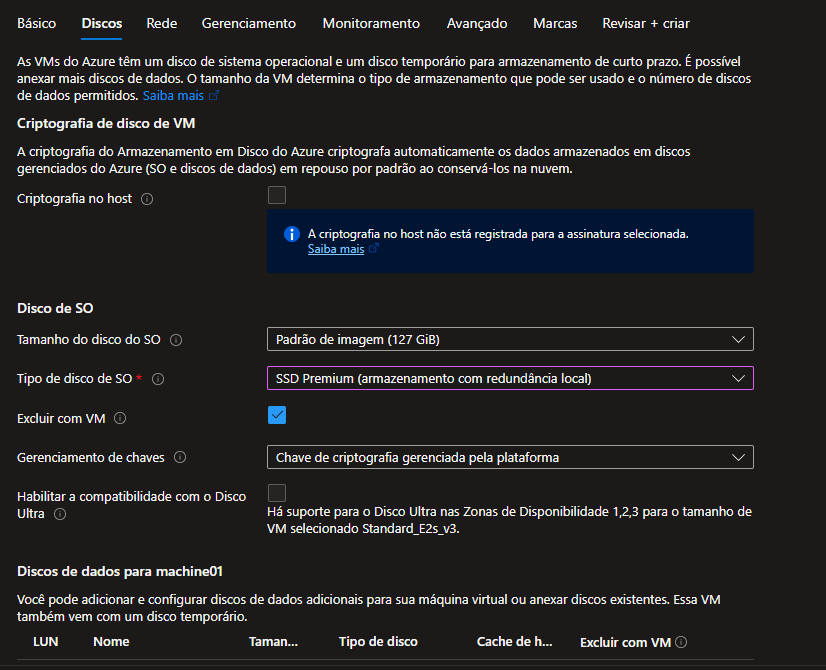 Básico Discos Rede Gerenciamento Monitoramento Avançado Marcas Revisar + criar
As VMs do Azure têm um disco de sistema operacional e um disco temporário para armazenamento de curto prazo. É possível
anexar mais discos de dados. O tamanho da VM determina o tipo de armazenamento que pode ser usado e o número de discos
de dados permitidos. Saiba mais
Criptografia de disco de VM
A criptografia do Armazenamento em Disco do Azure criptografa automaticamente os dados armazenados em discos
gerenciados do Azure (SO e discos de dados) em repouso por padrão ao conservá-los na nuvem.
Criptografia no host
A criptografia no host não está registrada para a assinatura selecionada.
Saiba mais
Disco de SO
Tamanho do disco do SO
Padrão de imagem (127 GiB)
Tipo de disco de SO *
SSD Premium (armazenamento com redundância local)
Excluir com VM
Gerenciamento de chaves
Chave de criptografia gerenciada pela plataforma
Habilitar a compatibilidade com o Disco
Ultra
Há suporte para o Disco Ultra nas Zonas de Disponibilidade 1,2,3 para o tamanho de
VM selecionado Standard_E2s_v3.
Discos de dados para machine01
Você pode adicionar e configurar discos de dados adicionais para sua máquina virtual ou anexar discos existentes. Essa VM
também vem com um disco temporário.
LUN Nome Taman... Tipo de disco Cache de h... Excluir com VM